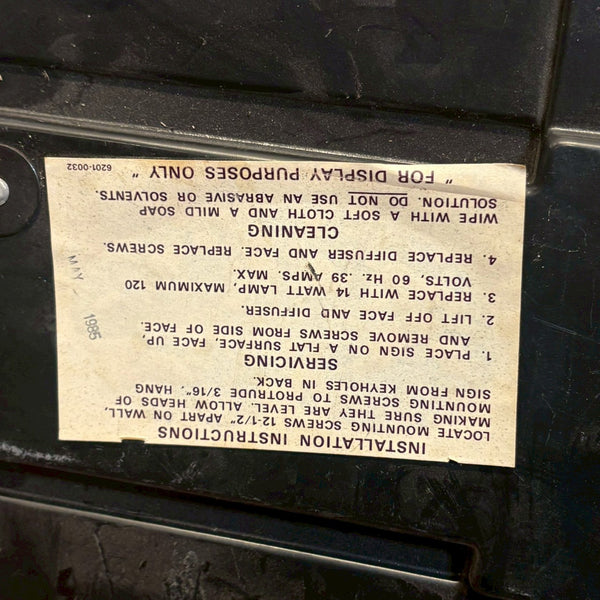 INSTALLATION INSTRUCTIONS
LOCATE MOUNTING SCREWS 12-1/2" APART ON WALL,
MAKING SURE THEY ARE LEVEL. ALLOW HEADS OF
MOUNTING SCREWS TO PROTRUDE 3/16", HANG
SIGN FROM KEYHOLES IN BACK.
SERVICING
1. PLACE SIGN ON A FLAT SURFACE, FACE UP,
AND REMOVE SCREWS FROM SIDE OF FACE.
2. LIFT OFF FACE AND DIFFUSER.
3. REPLACE WITH 14 WATT LAMP, MAXIMUM 120
VOLTS, 60 Hz. .39 AMPS. MAX.
4. REPLACE DIFFUSER AND FACE. REPLACE SCREWS.
CLEANING
WIPE WITH A SOFT CLOTH AND A MILD SOAP
SOLUTION. DO NOT USE AN ABRASIVE OR SOLVENTS.
" FOR DISPLAY PURPOSES ONLY "
6201-0032
MAY 1985